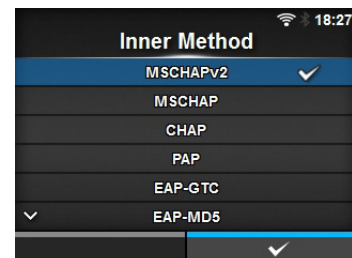 18:27
Inner Method
MSCHAPv2
MSCHAP
CHAP
PAP
EAP-GTC
EAP-MD5